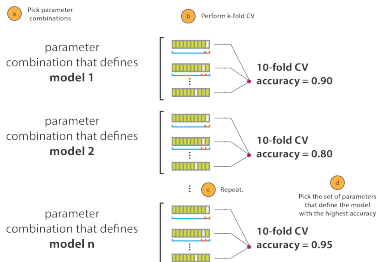 a Pick parameter
combinations
b Perform k-fold CV
parameter
combination that defines
model 1
10-fold CV
accuracy = 0.90
parameter
combination that defines
model 2
10-fold CV
accuracy = 0.80
c Repeat.
d
Pick the set of parameters
that define the model
with the highest accuracy
parameter
combination that defines
model n
10-fold CV
accuracy = 0.95